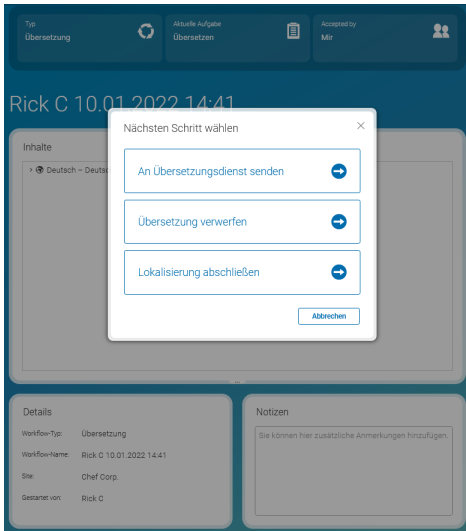 Typ
Übersetzung
Aktuelle Aufgabe
Übersetzen
Accepted by
Mir
Rick C 10.01.2022 14:41
Nächsten Schritt wählen
Inhalte
> Deutsch – Deutsc
An Übersetzungsdienst senden
Übersetzung verwerfen
Lokalisierung abschließen
Abbrechen
Details
Workflow-Typ: Übersetzung
Workflow-Name: Rick C 10.01.2022 14:41
Site: Chef Corp.
Gestartet von: Rick C
Notizen
Sie können hier zusätzliche Anmerkungen hinzufügen.